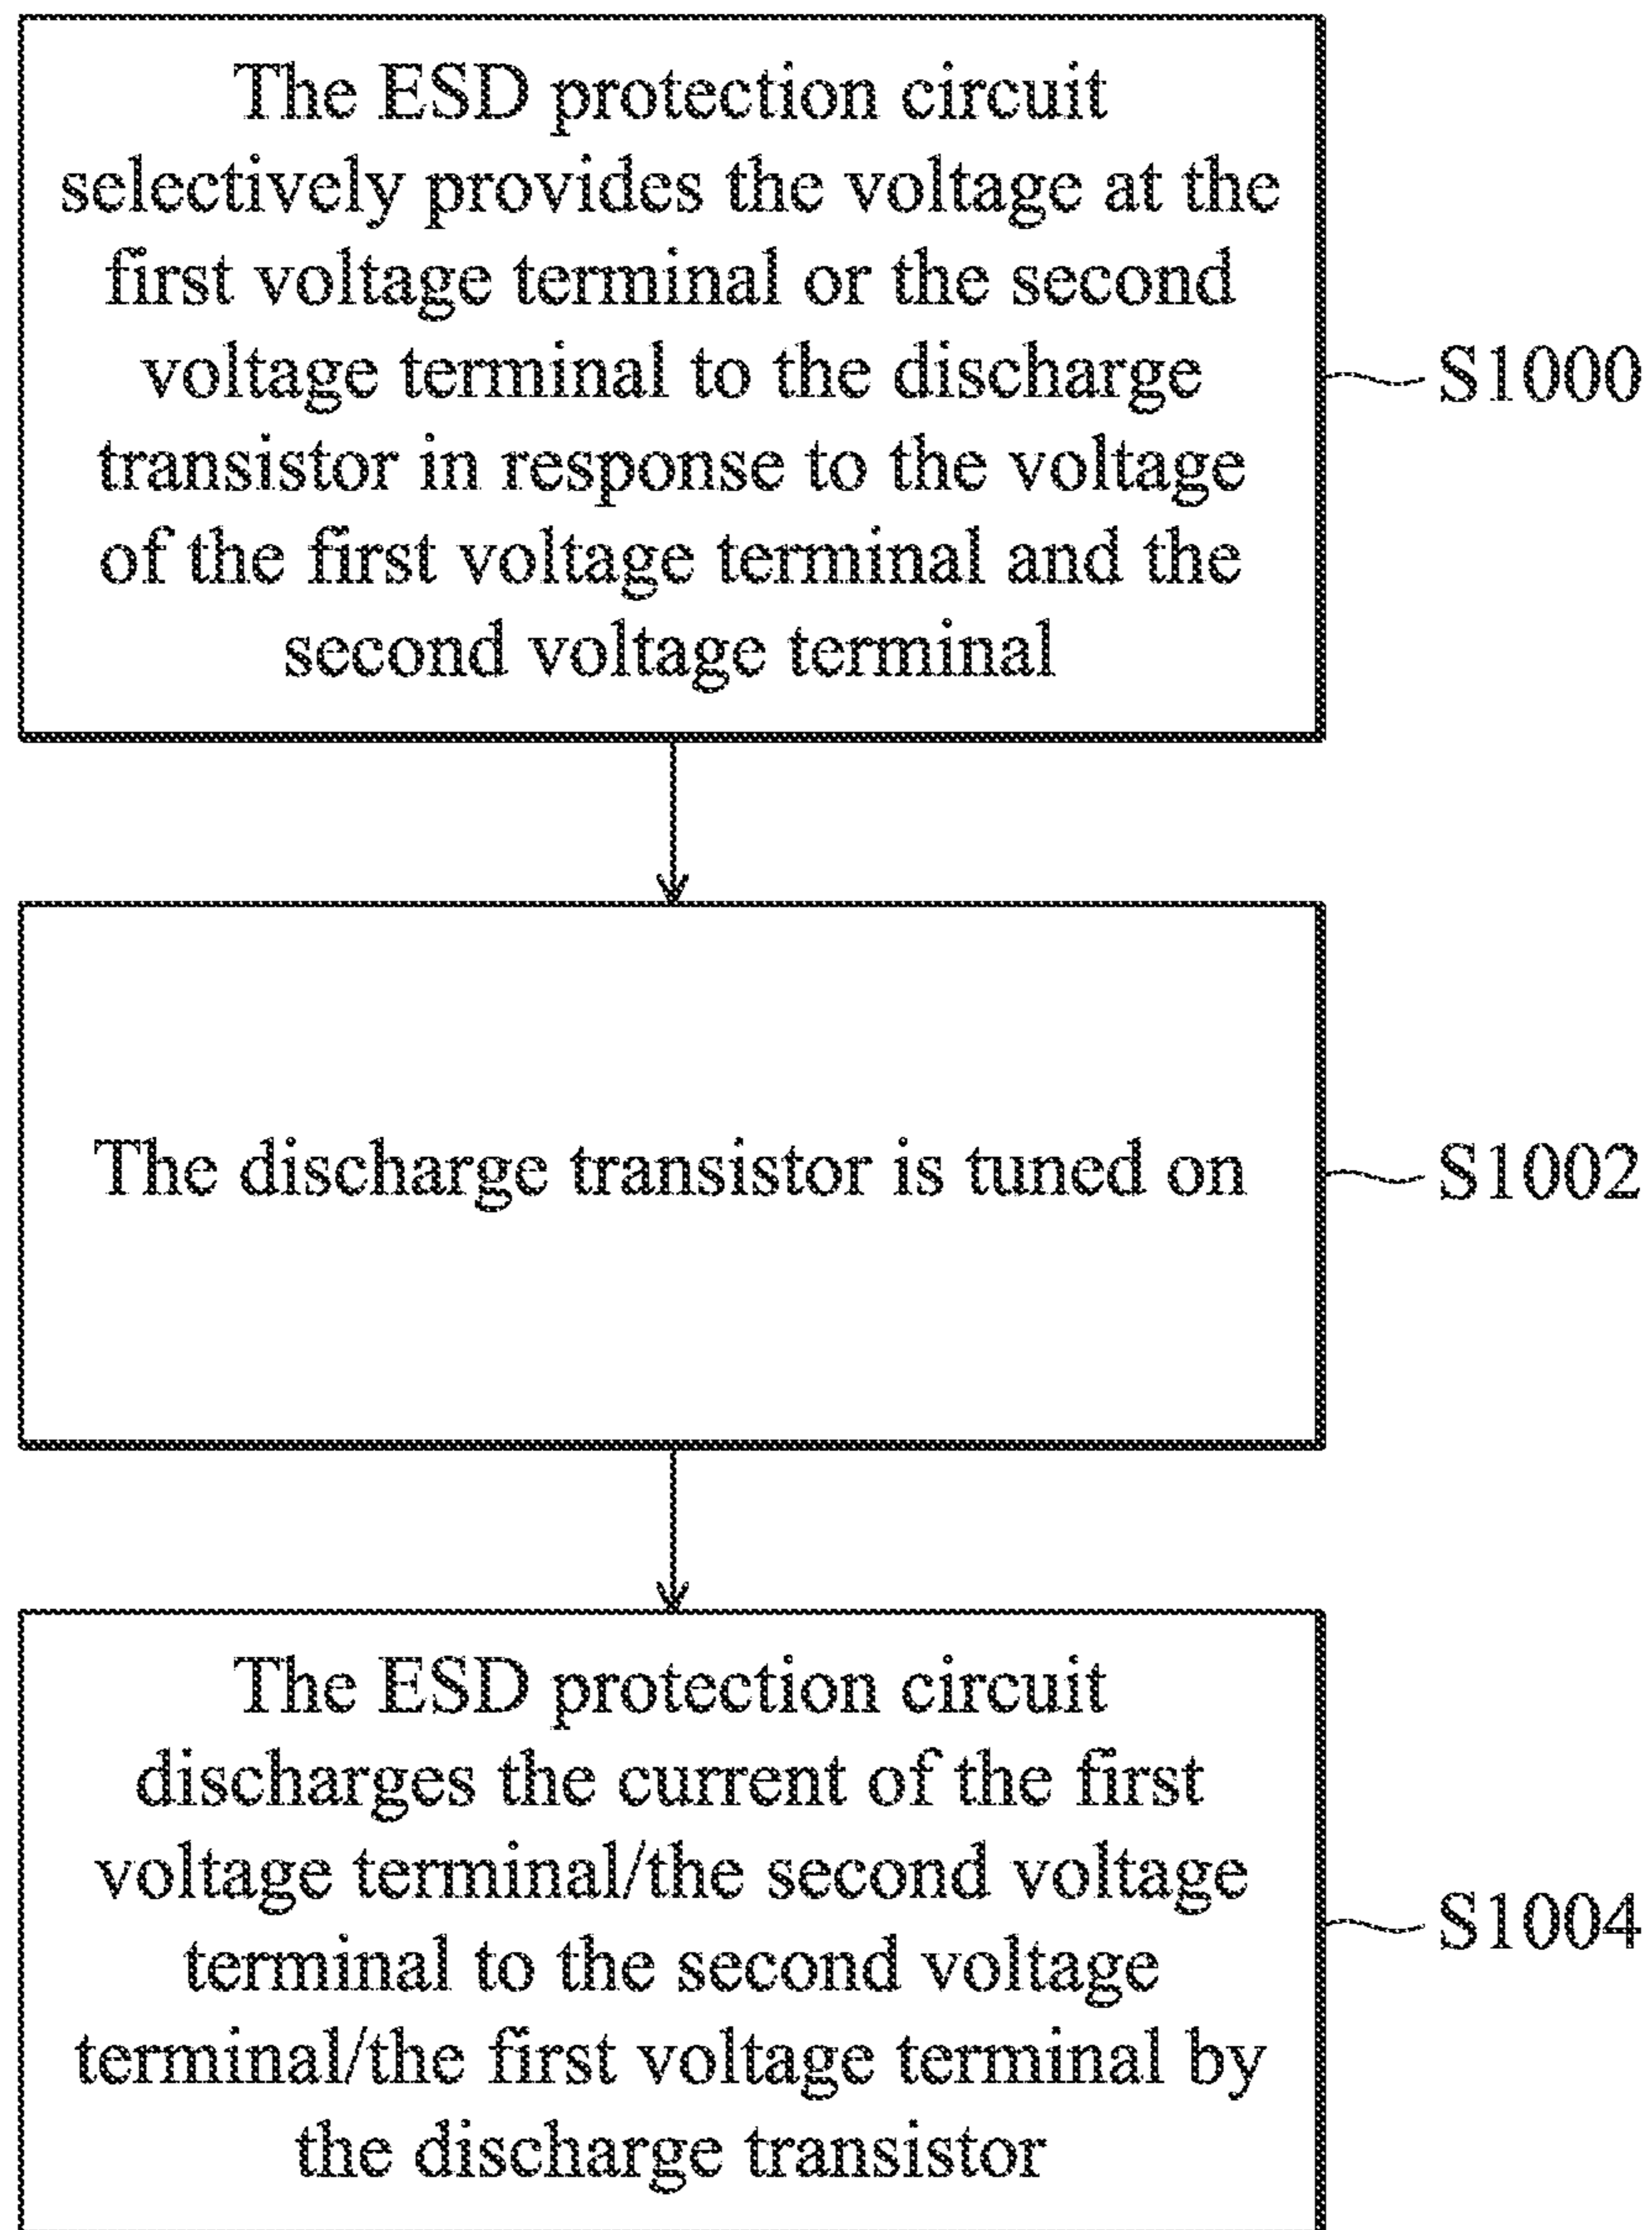 The ESD protection circuit
selectively provides the voltage at the
first voltage terminal or the second
voltage terminal to the discharge
transistor in response to the voltage
of the first voltage terminal and the
second voltage terminal
S1000
The discharge transistor is tuned on
S1002
The ESD protection circuit
discharges the current of the first
voltage terminal/the second voltage
terminal to the second voltage
terminal/the first voltage terminal by
the discharge transistor
S1004